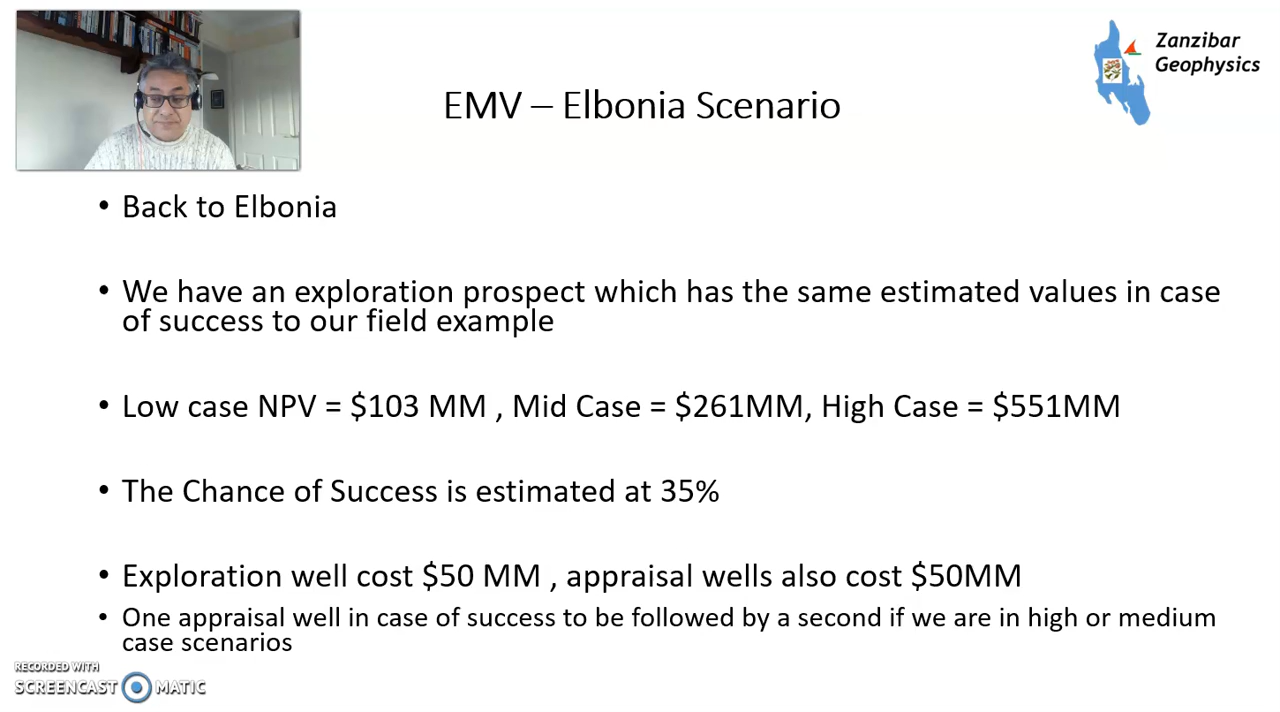 Zanzibar
Geophysics
EMV – Elbonia Scenario
• Back to Elbonia
• We have an exploration prospect which has the same estimated values in case
of success to our field example
• Low case NPV = $103 MM , Mid Case = $261MM, High Case = $551MM
• The Chance of Success is estimated at 35%
• Exploration well cost $50 MM , appraisal wells also cost $50MM
• One appraisal well in case of success to be followed by a second if we are in high or medium
case scenarios
RECORDED WITH
SCREENCAST MATIC